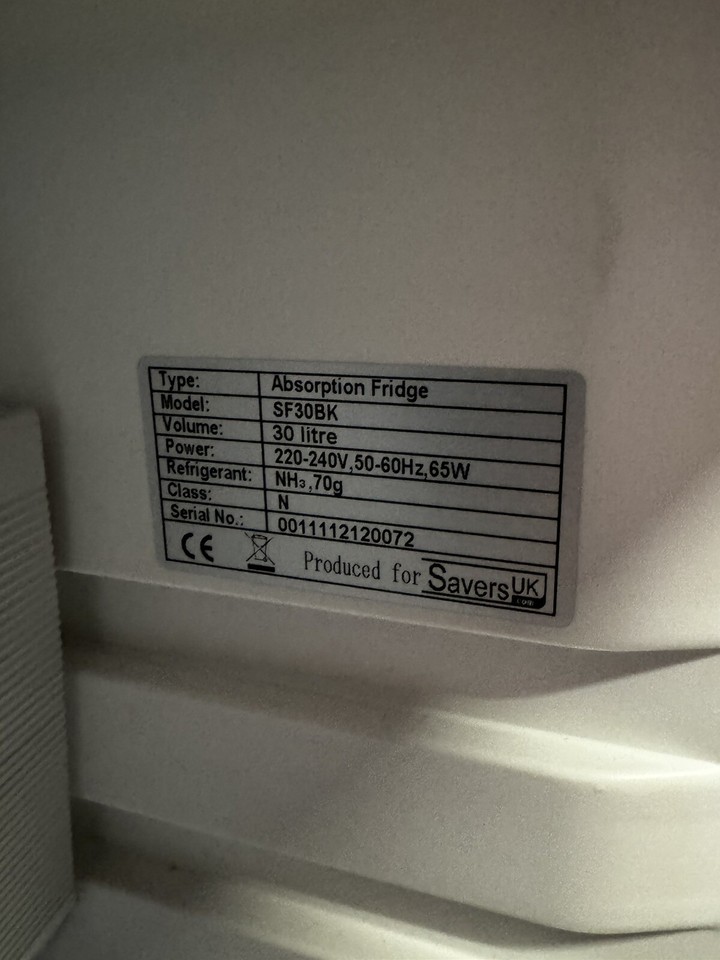 Type: Absorption Fridge
Model: SF30BK
Volume: 30 litre
Power: 220-240V,50-60Hz,65W
Refrigerant: NH₃,70g
Class: N
Serial No.: 0011112120072
CE Produced for SaversUK
.com